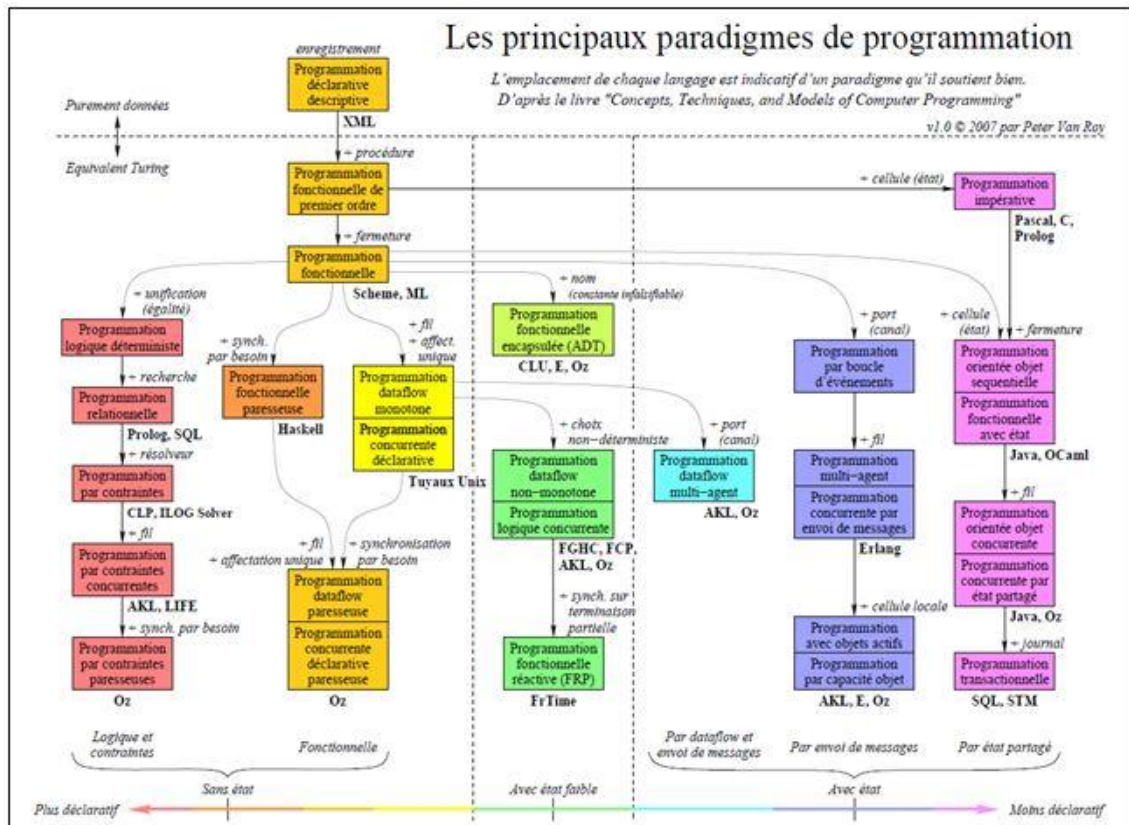 Les principaux paradigmes de programmation
L'emplacement de chaque langage est indicatif d'un paradigme qu'il soutient bien.
D'après le livre "Concepts, Techniques, and Models of Computer Programming"
v1.0 © 2007 par Peter Van Roy
enregistrement
Programmation
déclarative
descriptive
XML
Purement données
Equivalent Turing
+ procédure
Programmation
fonctionnelle de
premier ordre
+ cellule (état)
Programmation
impérative
Pascal, C,
Prolog
+ fermeture
Programmation
fonctionnelle
Scheme, ML
+ unification
(égalité)
Programmation
logique déterministe
+ recherche
Programmation
relationnelle
Prolog, SQL
+ résolveur
Programmation
par contraintes
CLP, ILOG Solver
+ fil
Programmation
par contraintes
concurrentes
AKL, LIFE
+ synch. par besoin
Programmation
par contraintes
paresseuses
Oz
+ synch.
par besoin
Programmation
fonctionnelle
paresseuse
Haskell
+ fil
+ affect.
unique
Programmation
dataflow
monotone
Programmation
concurrente
déclarative
Tuyaux Unix
+ fil
+ affectation unique
+ synchronisation
par besoin
Programmation
dataflow
paresseuse
Programmation
concurrente
déclarative
paresseuse
Oz
+ nom
(constante infalsifiable)
Programmation
fonctionnelle
encapsulée (ADT)
CLU, E, Oz
+ choix
non-déterministe
Programmation
dataflow
non-monotone
Programmation
logique concurrente
FGHC, FCP,
AKL, Oz
+ synch. sur
terminaison
partielle
Programmation
fonctionnelle
réactive (FRP)
FrTime
+ port
(canal)
Programmation
dataflow
multi-agent
AKL, Oz
+ port
(canal)
Programmation
par boucle
d'événements
+ fil
Programmation
multi-agent
Programmation
concurrente par
envoi de messages
Erlang
+ cellule locale
Programmation
avec objets actifs
Programmation
par capacité objet
AKL, E, Oz
+ cellule
(état)
+ fermeture
Programmation
orientée objet
sequentielle
Programmation
fonctionnelle
avec état
Java, OCaml
+ fil
Programmation
orientée objet
concurrente
Programmation
concurrente par
état partagé
Java, Oz
+ journal
Programmation
transactionnelle
SQL, STM
Logique et
contraintes
Fonctionnelle
Par dataflow et
envoi de messages
Par envoi de messages
Par état partagé
Sans état
Avec état faible
Avec état
Plus déclaratif
Moins déclaratif